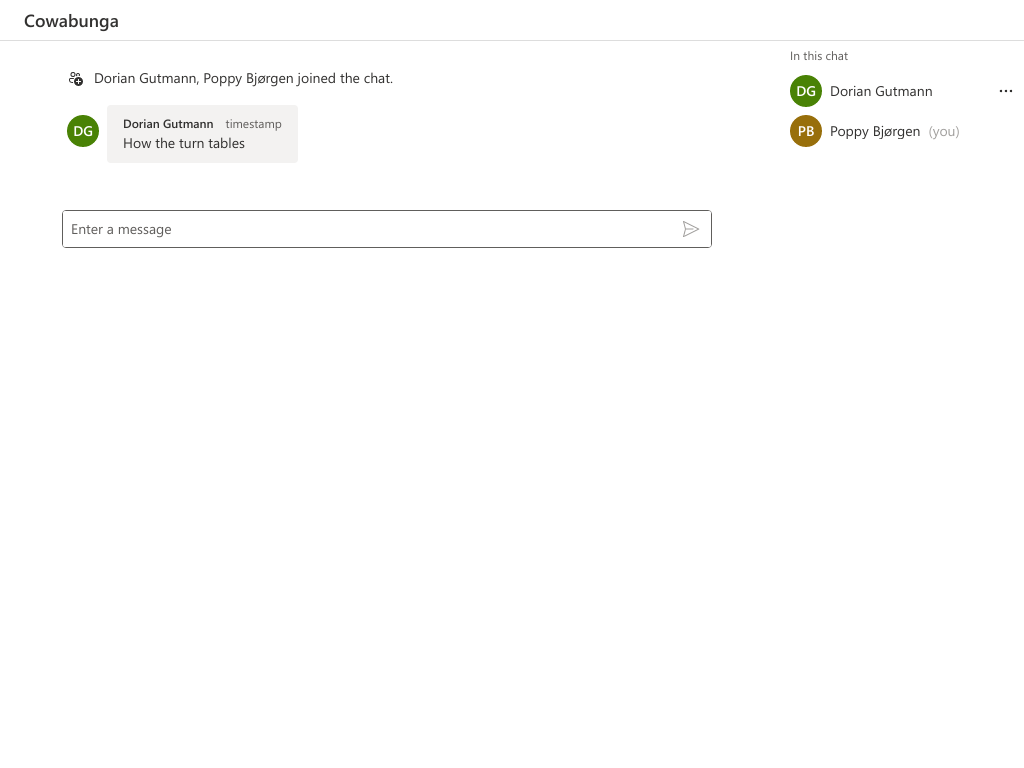 Cowabunga
Dorian Gutmann, Poppy Bjørgen joined the chat.
DG
Dorian Gutmann timestamp
How the turn tables
Enter a message
In this chat
DG Dorian Gutmann
PB Poppy Bjørgen (you)